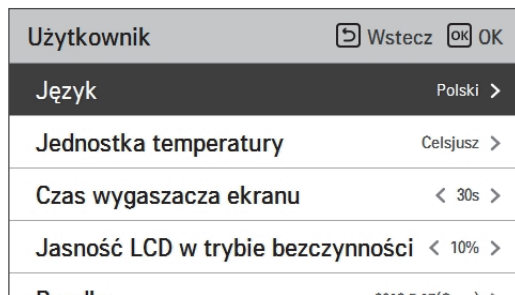 Użytkownik Wstecz OK OK
Język Polski >
Jednostka temperatury Celsjusz >
Czas wygaszacza ekranu < 30s >
Jasność LCD w trybie bezczynności < 10% >